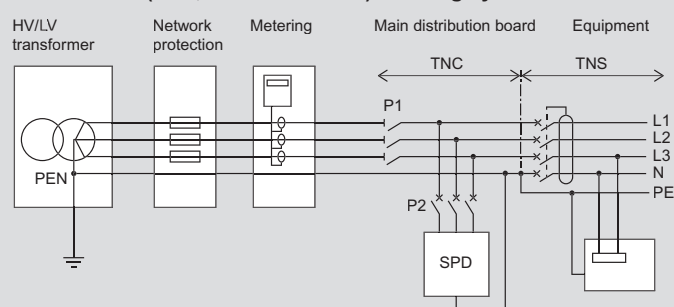 HV/LV transformer
Network protection
Metering
Main distribution board
Equipment
TNC
TNS
P1
L1
L2
L3
N
PE
PEN
P2
SPD